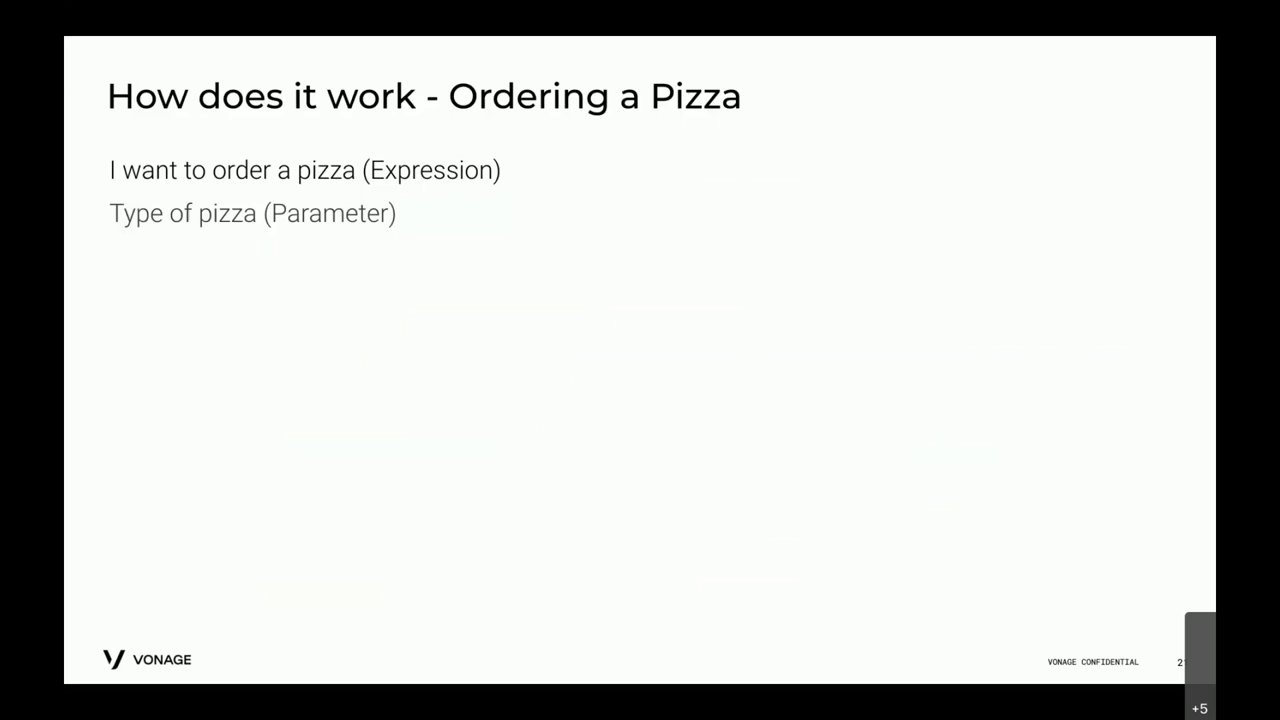 How does it work - Ordering a Pizza
I want to order a pizza (Expression)
Type of pizza (Parameter)
VONAGE
VONAGE CONFIDENTIAL
+5